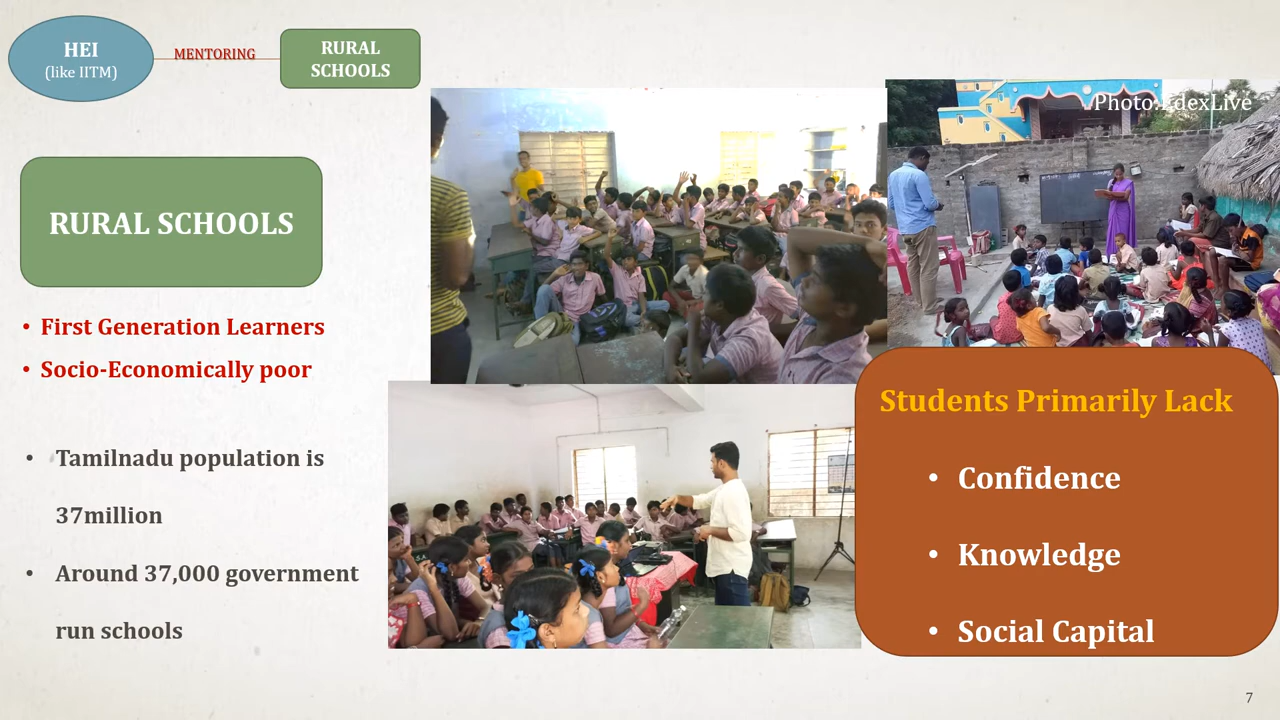 HEI
(like IITM)
MENTORING
RURAL
SCHOOLS
RURAL SCHOOLS
• First Generation Learners
• Socio-Economically poor
• Tamilnadu population is
37million
• Around 37,000 government
run schools
Photo:EdexLive
Students Primarily Lack
• Confidence
• Knowledge
• Social Capital
7